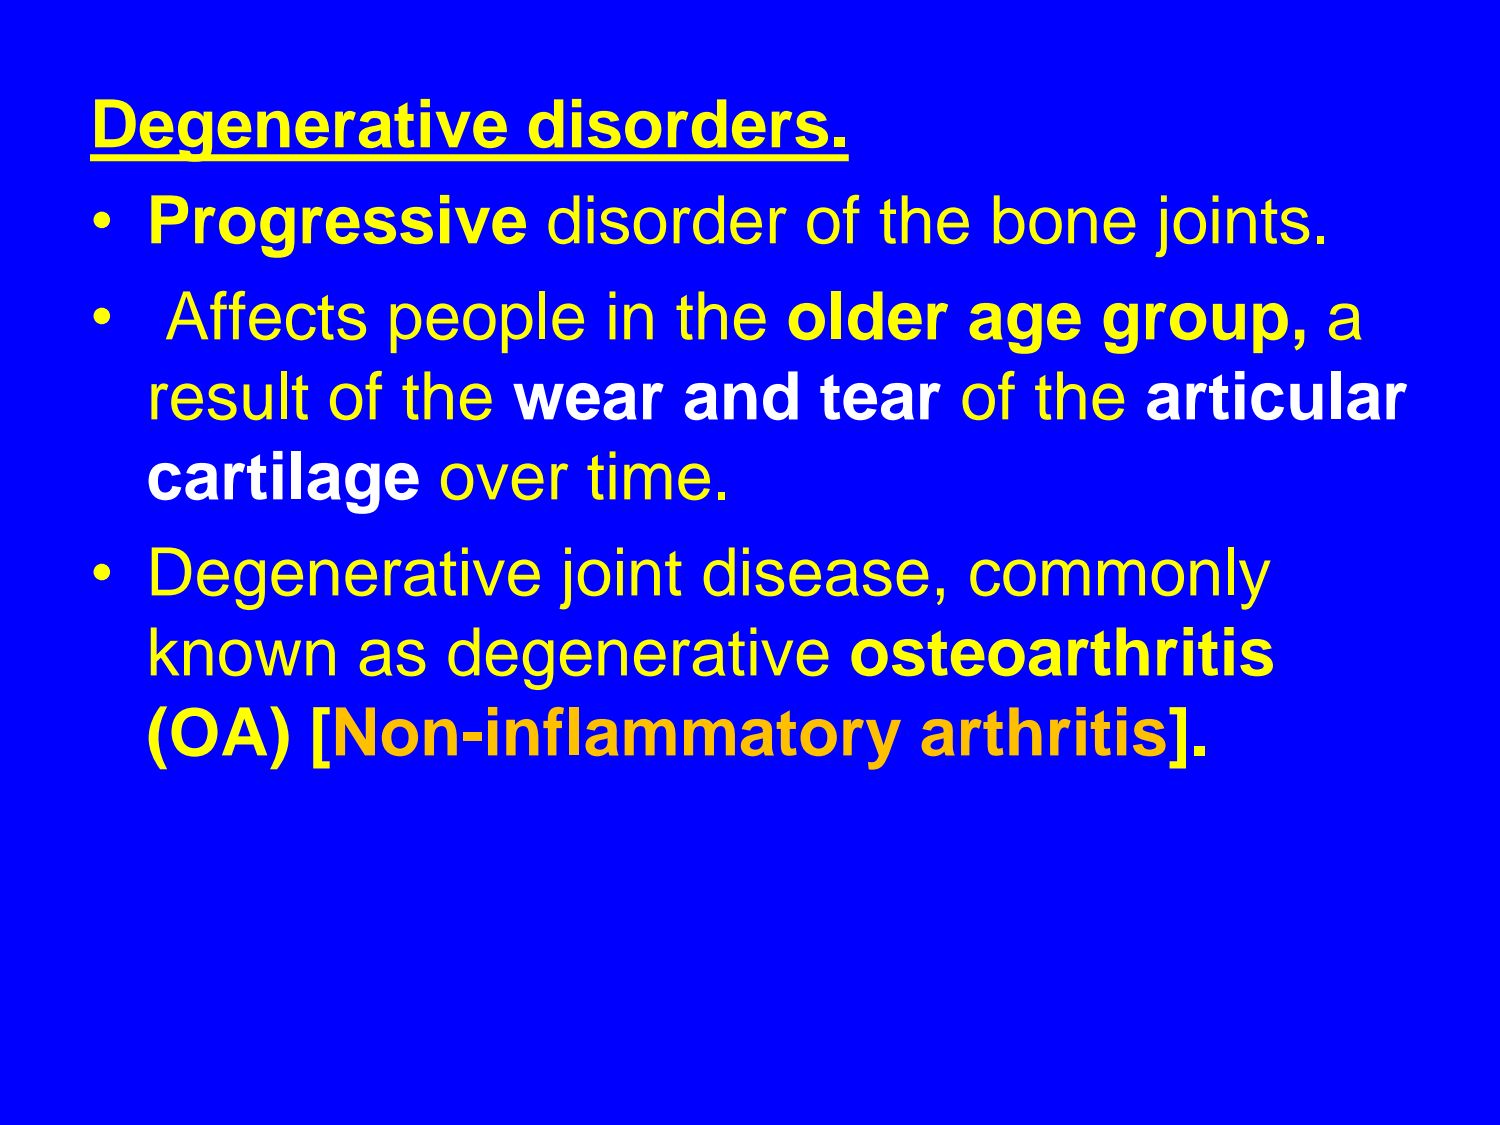 Degenerative disorders.
• Progressive disorder of the bone joints.
• Affects people in the older age group, a
result of the wear and tear of the articular
cartilage over time.
• Degenerative joint disease, commonly
known as degenerative osteoarthritis
(OA) [Non-inflammatory arthritis].